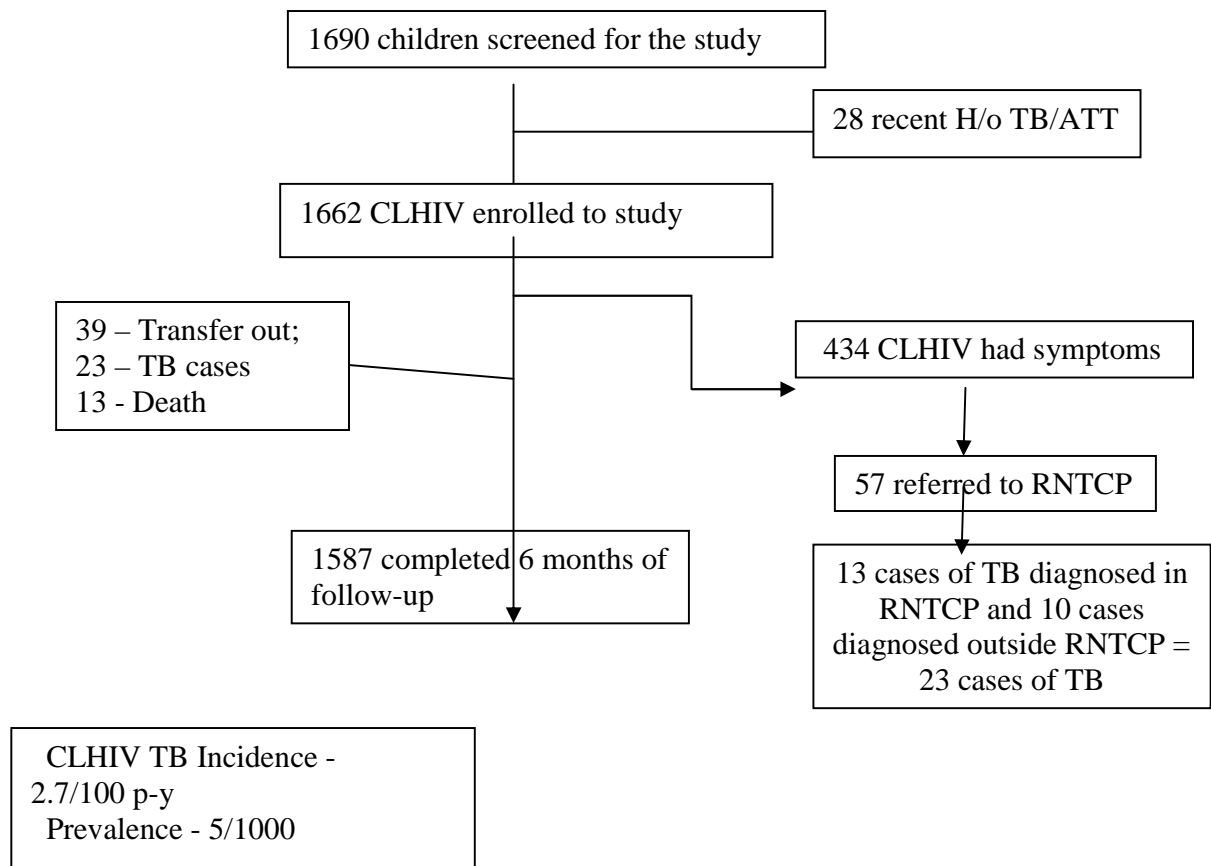 1690 children screened for the study
28 recent H/o TB/ATT
1662 CLHIV enrolled to study
39 – Transfer out;
23 – TB cases
13 - Death
434 CLHIV had symptoms
57 referred to RNTCP
1587 completed 6 months of
follow-up
13 cases of TB diagnosed in
RNTCP and 10 cases
diagnosed outside RNTCP =
23 cases of TB
CLHIV TB Incidence -
2.7/100 p-y
Prevalence - 5/1000